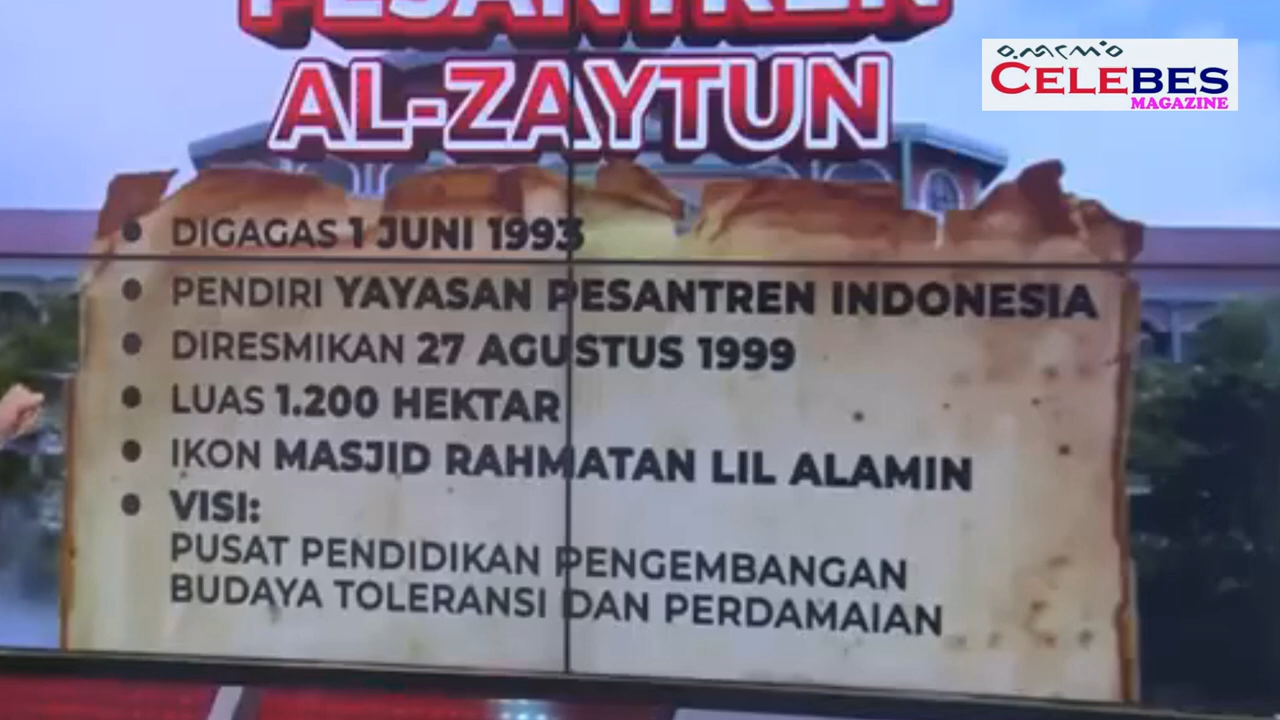 PESANTREN
AL-ZAYTUN
CELEBES
MAGAZINE
DIGAGAS 1 JUNI 1993
PENDIRI YAYASAN PESANTREN INDONESIA
DIRESMIKAN 27 AGUSTUS 1999
LUAS 1.200 HEKTAR
IKON MASJID RAHMATAN LIL ALAMIN
VISI:
PUSAT PENDIDIKAN PENGEMBANGAN
BUDAYA TOLERANSI DAN PERDAMAIAN